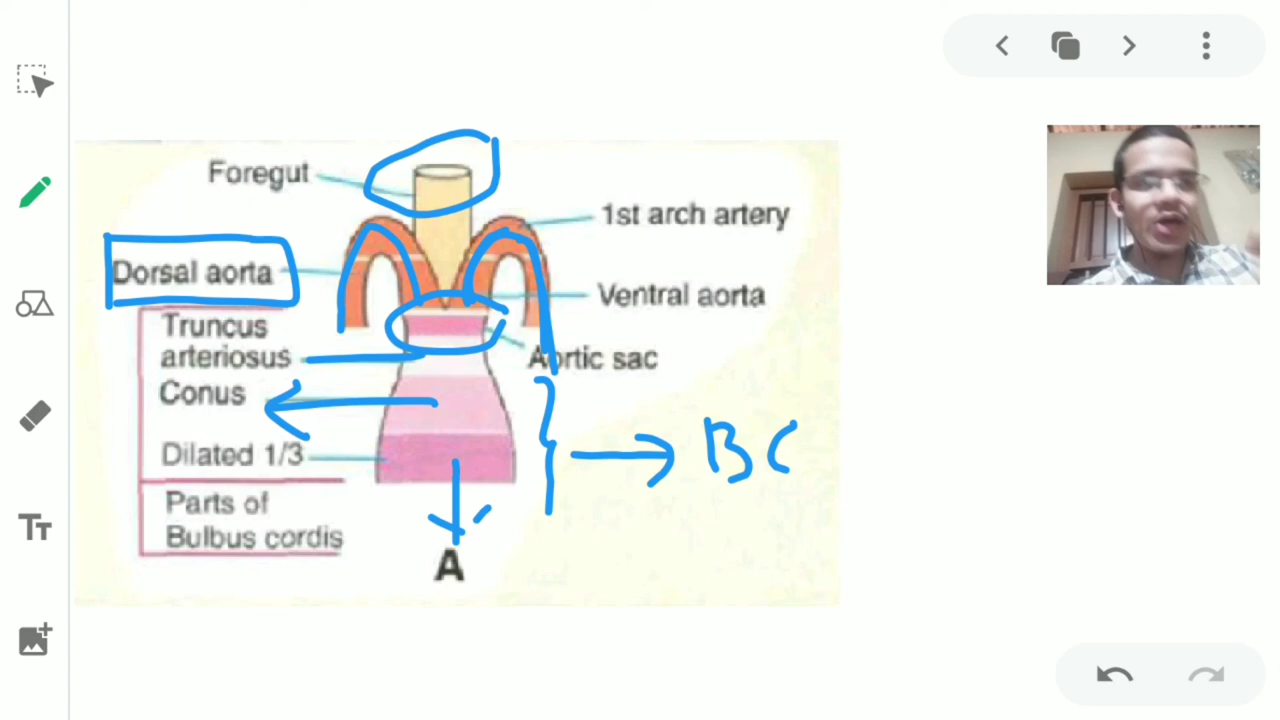 Foregut
1st arch artery
Dorsal aorta
Ventral aorta
Truncus
arteriosus
Aortic sac
Conus
Dilated 1/3
BC
Parts of
Bulbus cordis
A
TT